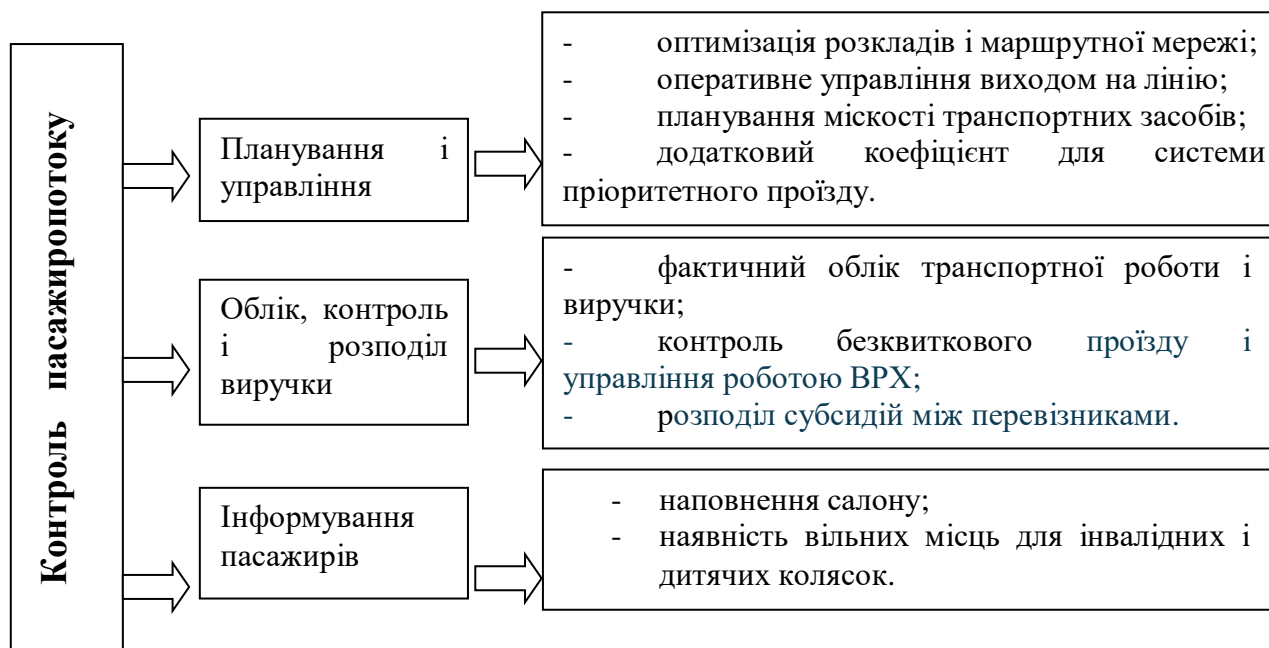 Контроль пасажиропотоку
Планування і
управління
- оптимізація розкладів і маршрутної мережі;
- оперативне управління виходом на лінію;
- планування міскості транспортних засобів;
- додатковий коефіцієнт для системи
пріоритетного проїзду.
Облік, контроль
і розподіл
виручки
- фактичний облік транспортної роботи і
виручки;
- контроль безквиткового проїзду і
управління роботою ВРХ;
- розподіл субсидій між перевізниками.
Інформування
пасажирів
- наповнення салону;
- наявність вільних місць для інвалідних і
дитячих колясок.